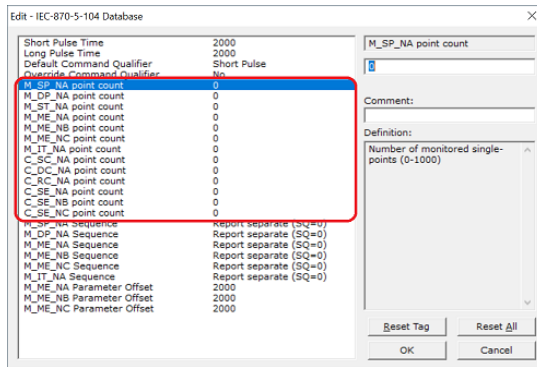 Edit - IEC-870-5-104 Database
Short Pulse Time 2000
Long Pulse Time 2000
Default Command Qualifier Short Pulse
Override Command Qualifier No
M_SP_NA point count 0
M_DP_NA point count 0
M_ST_NA point count 0
M_ME_NA point count 0
M_ME_NB point count 0
M_ME_NC point count 0
M_IT_NA point count 0
C_SC_NA point count 0
C_DC_NA point count 0
C_RC_NA point count 0
C_SE_NA point count 0
C_SE_NB point count 0
C_SE_NC point count 0
M_SP_NA Sequence Report separate (SQ=0)
M_DP_NA Sequence Report separate (SQ=0)
M_ME_NA Sequence Report separate (SQ=0)
M_ME_NB Sequence Report separate (SQ=0)
M_ME_NC Sequence Report separate (SQ=0)
M_IT_NA Sequence Report separate (SQ=0)
M_ME_NA Parameter Offset 2000
M_ME_NB Parameter Offset 2000
M_ME_NC Parameter Offset 2000
M_SP_NA point count
0
Comment:
Definition:
Number of monitored single-
points (0-1000)
Reset Tag Reset All
OK Cancel